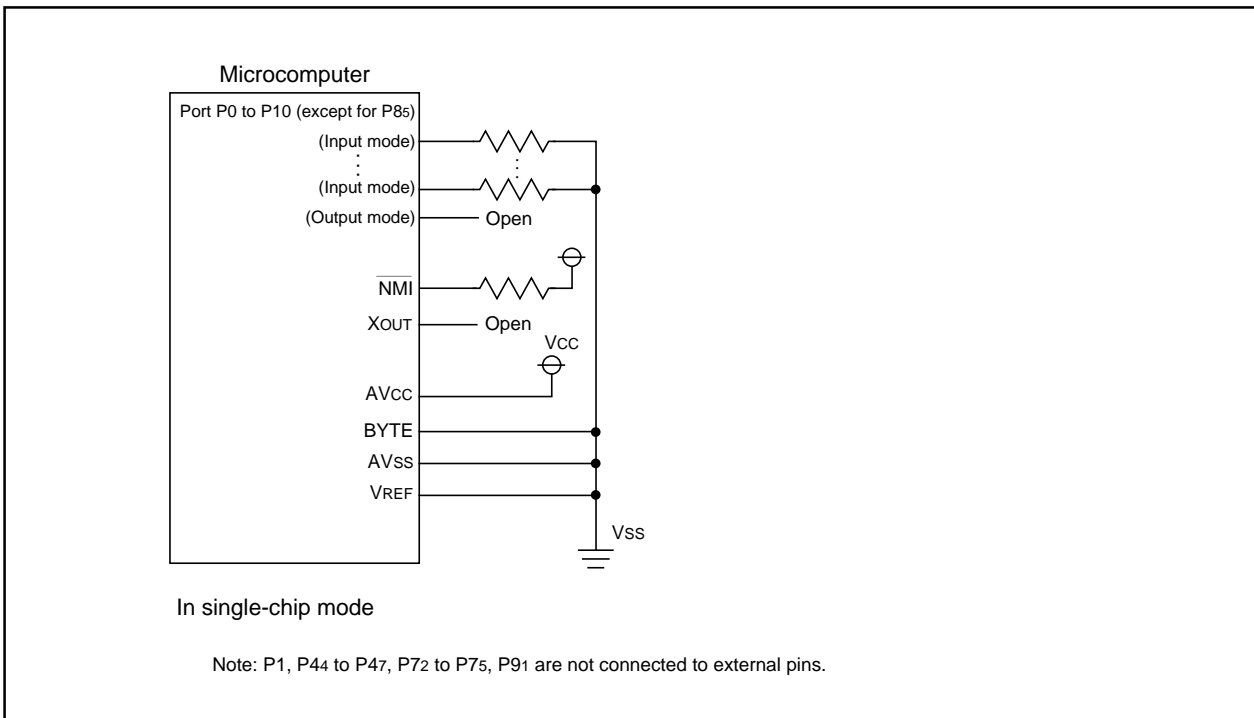 Microcomputer
Port P0 to P10 (except for P85)
(Input mode)
(Input mode)
(Output mode)
Open
NMI
XOUT
Open
VCC
AVCC
BYTE
AVSS
VREF
VSS
In single-chip mode
Note: P1, P44 to P47, P72 to P75, P91 are not connected to external pins.